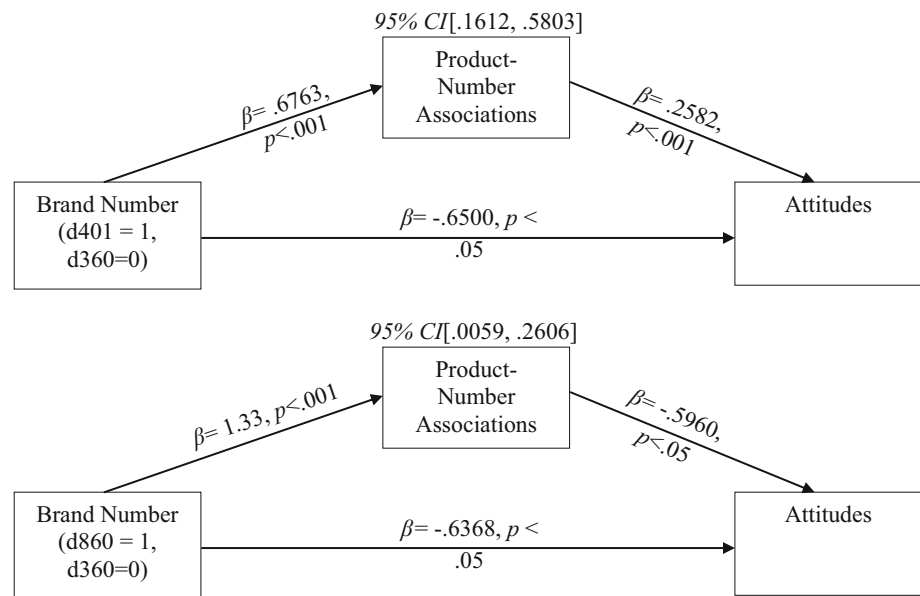 95% CI[.1612, .5803]
Product-
Number
Associations
β= .6763,
p<.001
β= .2582,
p<.001
Brand Number
(d401 = 1,
d360=0)
β= -.6500, p <
.05
Attitudes
95% CI[.0059, .2606]
Product-
Number
Associations
β= 1.33, p<.001
β= -.5960,
p<.05
Brand Number
(d860 = 1,
d360=0)
β= -.6368, p <
.05
Attitudes